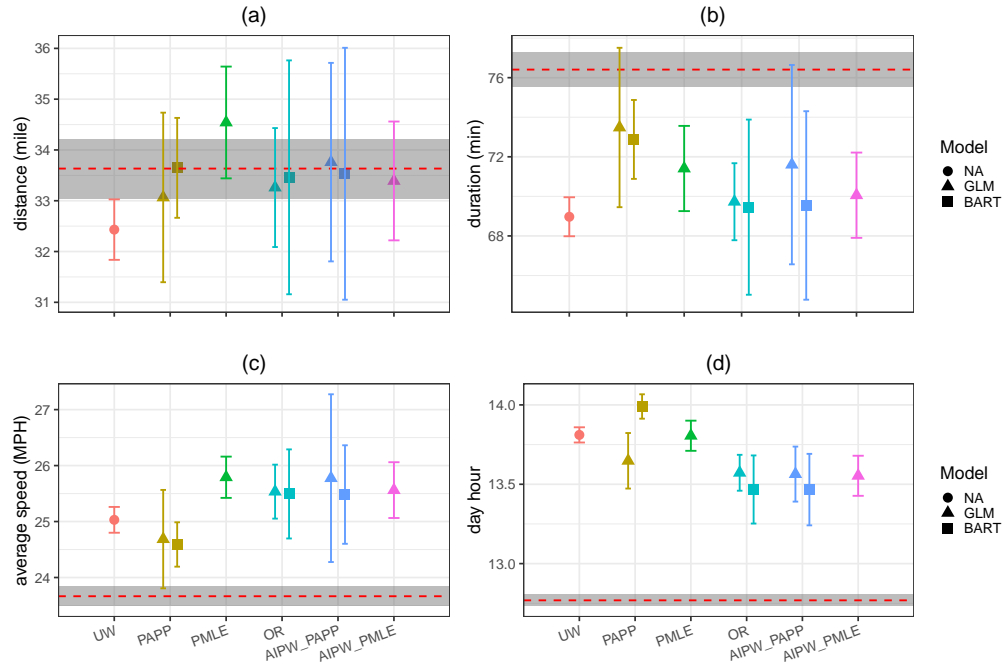 (a)
distance (mile)
36
35
34
33
32
31
(b)
duration (min)
76
72
68
Model
NA
GLM
BART
(c)
average speed (MPH)
27
26
25
24
UW
PAPP
PMLE
OR
AIPW_PAPP
AIPW_PMLE
(d)
day hour
14.0
13.5
13.0
UW
PAPP
PMLE
OR
AIPW_PAPP
AIPW_PMLE
Model
NA
GLM
BART